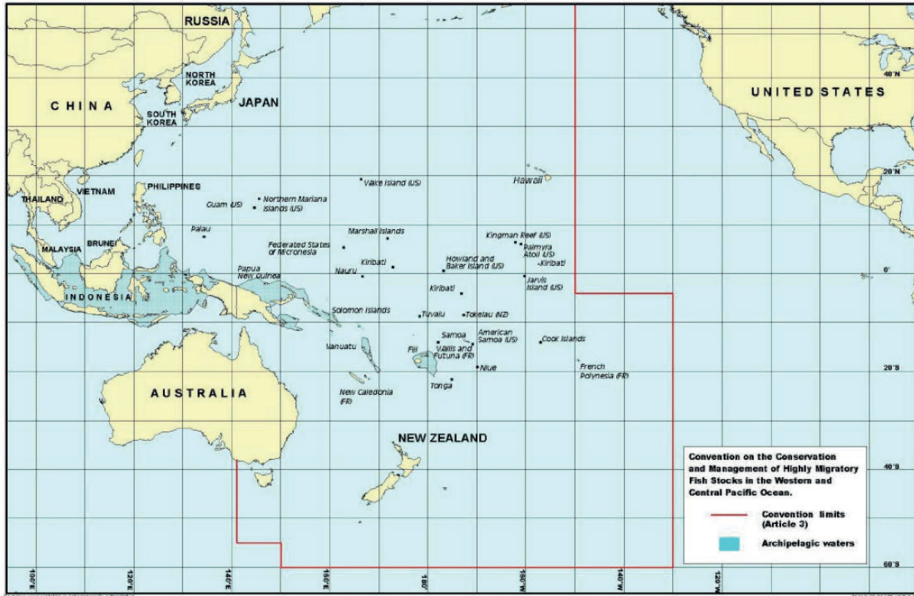 RUSSIA
NORTH
KOREA
CHINA
JAPAN
SOUTH
KOREA
UNITED STATES
40°N
20°N
Hawaii
Wake Island (US)
VIETNAM
PHILIPPINES
THAILAND
Guam (US)
Northern Mariana
Islands (US)
Palau
Marshall Islands
Federated States
of Micronesia
Kingman Reef (US)
Palmyra
Atoll (US)
Kiribati
MALAYSIA
BRUNEI
Kiribati
Nauru
Howland and
Baker Island (US)
Papua
New Guinea
0°
Jarvis
Island (US)
INDONESIA
Kiribati
Solomon Islands
Tuvalu
Tokelau (NZ)
Samoa
American
Samoa (US)
Cook Islands
Vanuatu
Fiji
Wallis and
Futuna (FR)
Niue
French
Polynesia (FR)
20°S
Tonga
New Caledonia
(FR)
AUSTRALIA
NEW ZEALAND
40°S
60°S
Convention on the Conservation
and Management of Highly Migratory
Fish Stocks in the Western and
Central Pacific Ocean.
Convention limits
(Article 3)
Archipelagic waters
100°E
120°E
140°E
180°
160°W
140°W
120°W